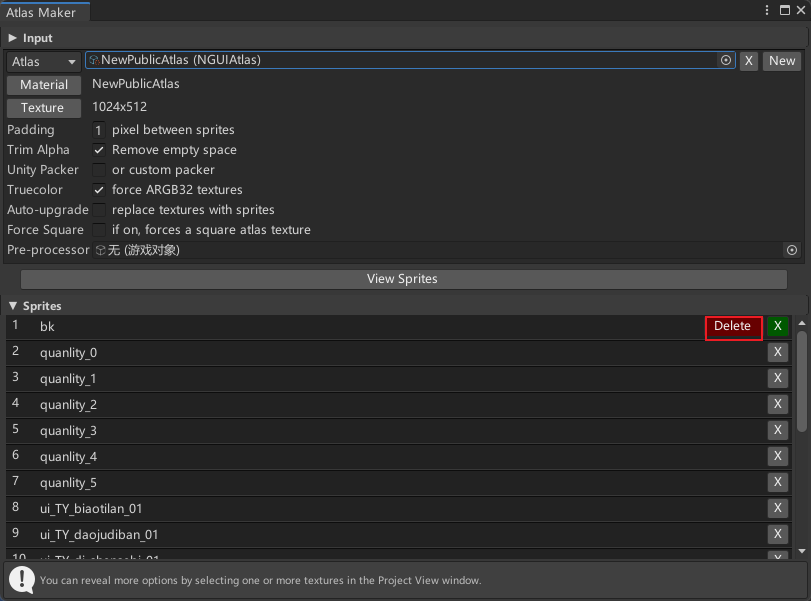 Atlas Maker
Input
Atlas NewPublicAtlas (NGUIAtlas) X New
Material NewPublicAtlas
Texture 1024x512
Padding 1 pixel between sprites
Trim Alpha Remove empty space
Unity Packer or custom packer
Truecolor force ARGB32 textures
Auto-upgrade replace textures with sprites
Force Square if on, forces a square atlas texture
Pre-processor 无 (游戏对象)
View Sprites
Sprites
1 bk Delete X
2 quanlity_0 X
3 quanlity_1 X
4 quanlity_2 X
5 quanlity_3 X
6 quanlity_4 X
7 quanlity_5 X
8 ui_TY_biaotilan_01 X
9 ui_TY_daojudiban_01 X
10 X
You can reveal more options by selecting one or more textures in the Project View window.